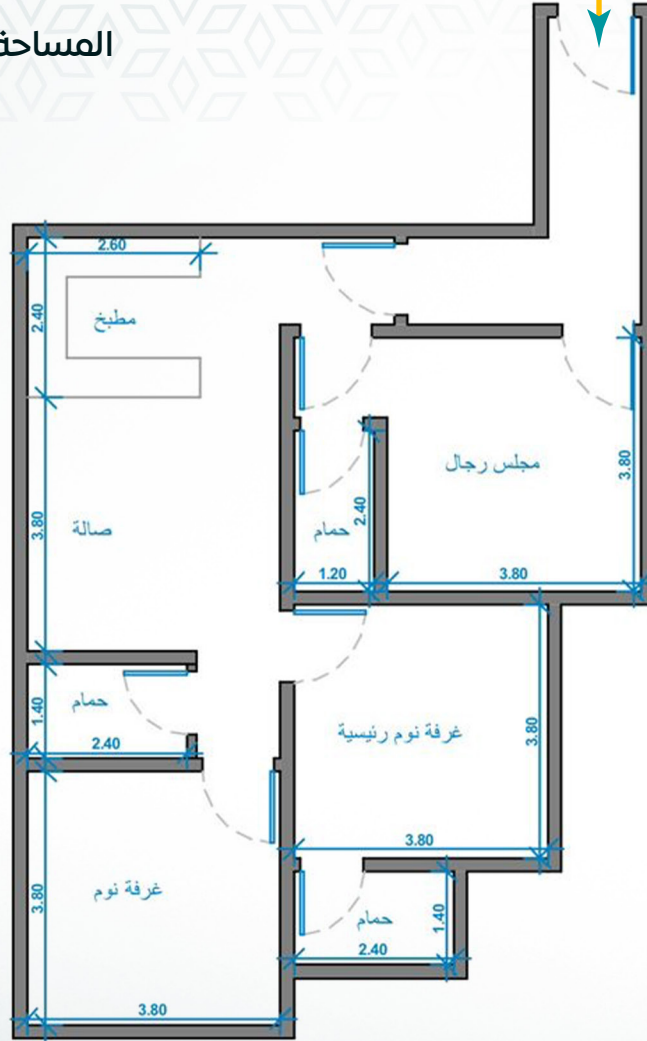 المساحة
2.60
2.40
مطبخ
3.80
مجلس رجال
3.80
صالة
حمام
2.40
1.20
3.80
1.40
حمام
2.40
غرفة نوم رئيسية
3.80
3.80
3.80
غرفة نوم
حمام
1.40
2.40
3.80